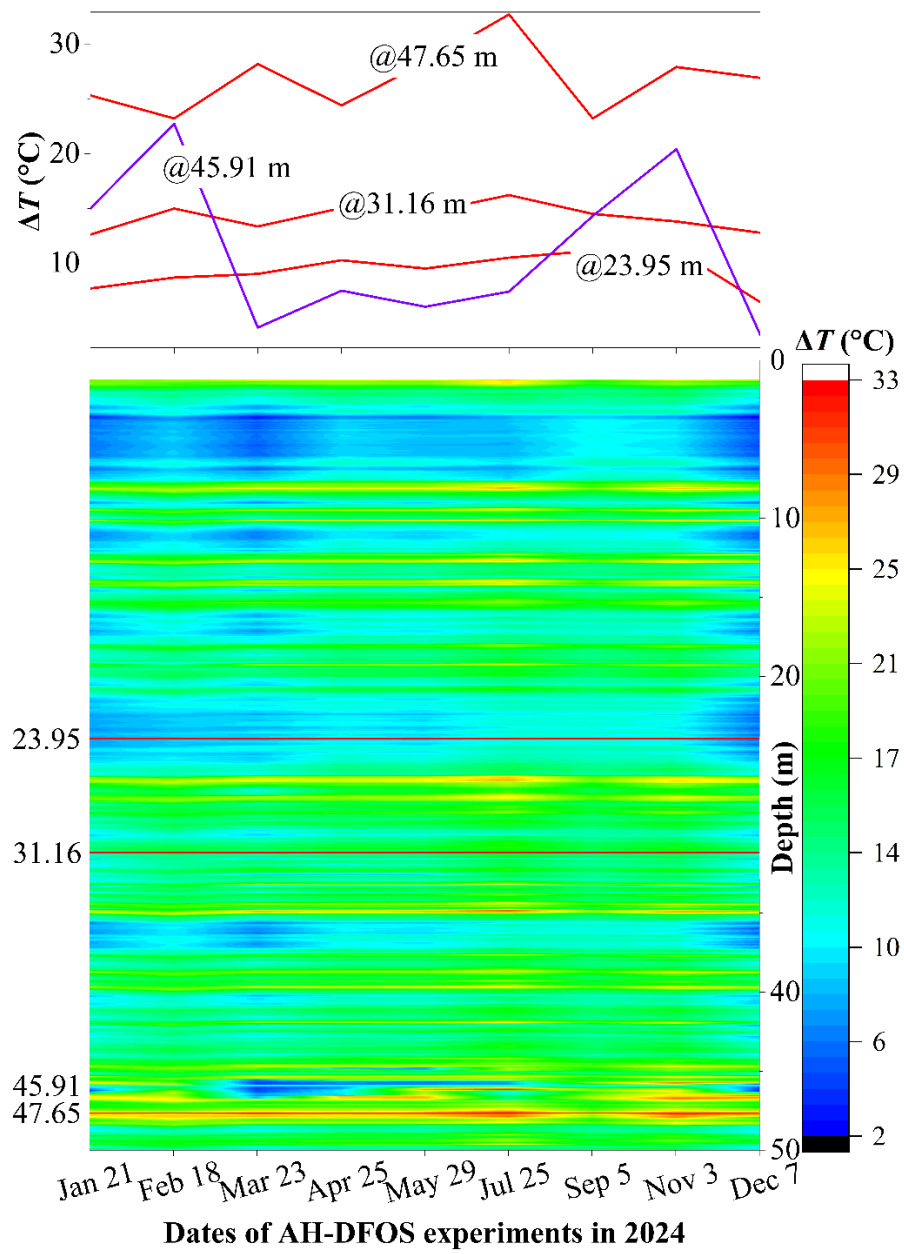 30
@47.65 m
20
@45.91 m
@31.16 m
10
@23.95 m
ΔT (°C)
ΔT (°C)
0
10
20
30
40
50
Depth (m)
33
29
25
21
17
14
10
6
2
23.95
31.16
45.91
47.65
Jan 21 Feb 18 Mar 23 Apr 25 May 29 Jul 25 Sep 5 Nov 3 Dec 7
Dates of AH-DFOS experiments in 2024